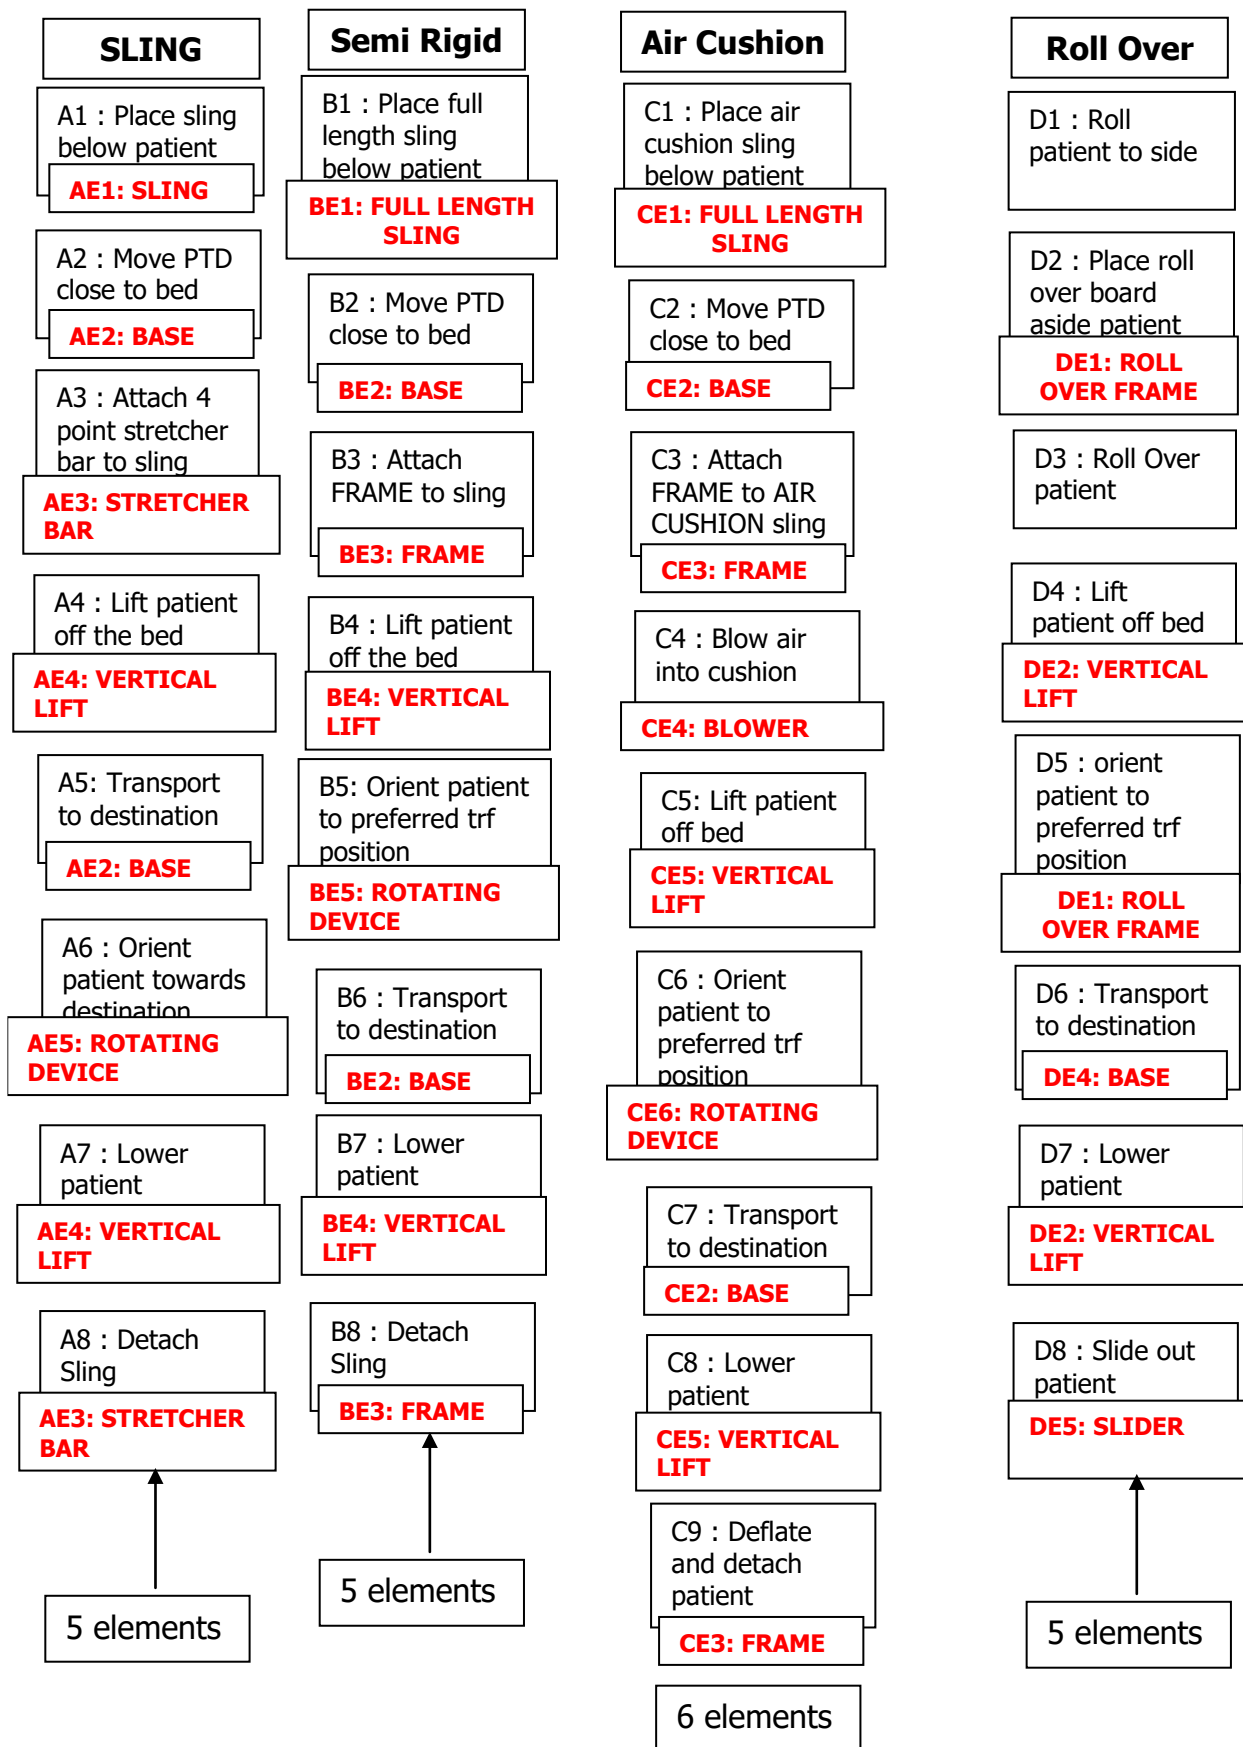 SLING
A1 : Place sling
below patient
AE1: SLING
A2 : Move PTD
close to bed
AE2: BASE
A3 : Attach 4
point stretcher
bar to sling
AE3: STRETCHER
BAR
A4 : Lift patient
off the bed
AE4: VERTICAL
LIFT
A5: Transport
to destination
AE2: BASE
A6 : Orient
patient towards
destination
AE5: ROTATING
DEVICE
A7 : Lower
patient
AE4: VERTICAL
LIFT
A8 : Detach
Sling
AE3: STRETCHER
BAR
5 elements
Semi Rigid
B1 : Place full
length sling
below patient
BE1: FULL LENGTH
SLING
B2 : Move PTD
close to bed
BE2: BASE
B3 : Attach
FRAME to sling
BE3: FRAME
B4 : Lift patient
off the bed
BE4: VERTICAL
LIFT
B5: Orient patient
to preferred trf
position
BE5: ROTATING
DEVICE
B6 : Transport
to destination
BE2: BASE
B7 : Lower
patient
BE4: VERTICAL
LIFT
B8 : Detach
Sling
BE3: FRAME
5 elements
Air Cushion
C1 : Place air
cushion sling
below patient
CE1: FULL LENGTH
SLING
C2 : Move PTD
close to bed
CE2: BASE
C3 : Attach
FRAME to AIR
CUSHION sling
CE3: FRAME
C4 : Blow air
into cushion
CE4: BLOWER
C5: Lift patient
off bed
CE5: VERTICAL
LIFT
C6 : Orient
patient to
preferred trf
position
CE6: ROTATING
DEVICE
C7 : Transport
to destination
CE2: BASE
C8 : Lower
patient
CE5: VERTICAL
LIFT
C9 : Deflate
and detach
patient
CE3: FRAME
6 elements
Roll Over
D1 : Roll
patient to side
D2 : Place roll
over board
aside patient
DE1: ROLL
OVER FRAME
D3 : Roll Over
patient
D4 : Lift
patient off bed
DE2: VERTICAL
LIFT
D5 : orient
patient to
preferred trf
position
DE1: ROLL
OVER FRAME
D6 : Transport
to destination
DE4: BASE
D7 : Lower
patient
DE2: VERTICAL
LIFT
D8 : Slide out
patient
DE5: SLIDER
5 elements